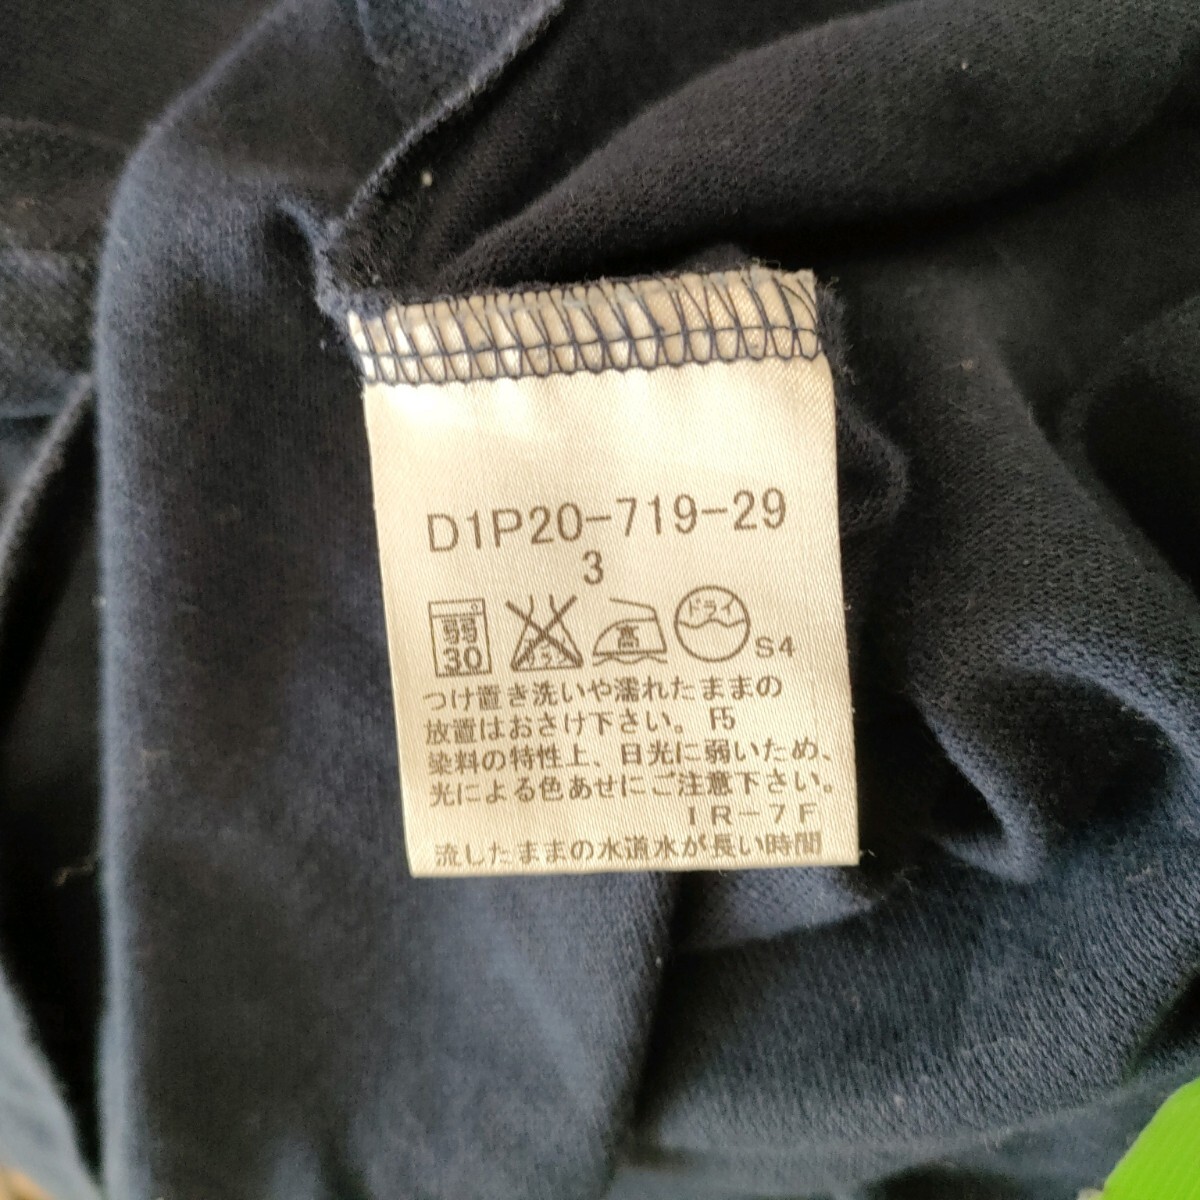 D1P20-719-29
3
弱
30
高
ドライ
S4
つけ置き洗いや濡れたままの
放置はおさけ下さい。 F5
染料の特性上、日光に弱いため、
光による色あせにご注意下さい。
IR-7F
流したままの水道水が長い時間